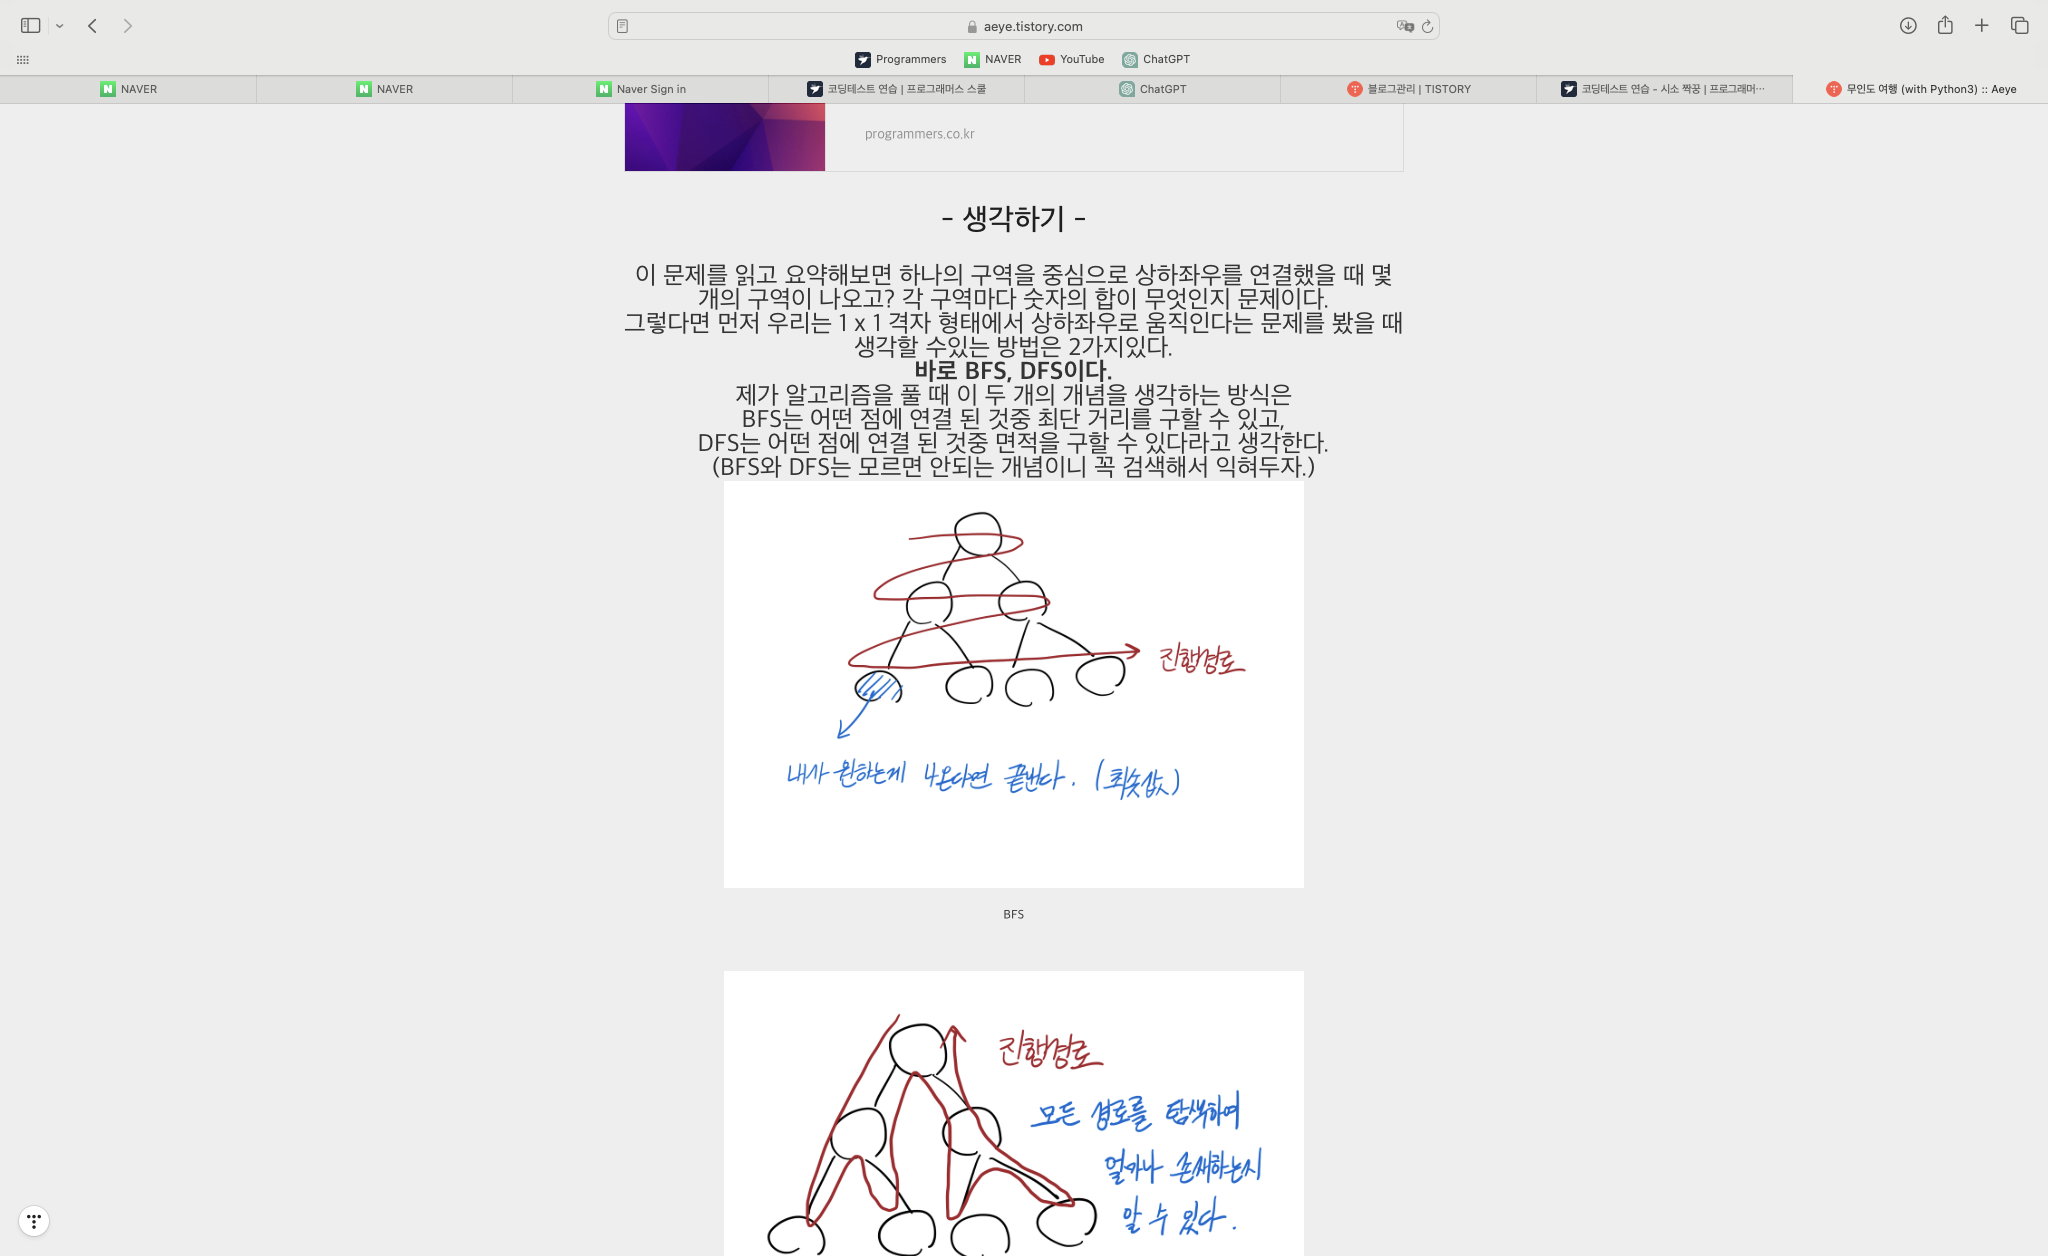 aeye.tistory.com
Programmers
NAVER
YouTube
ChatGPT
NAVER
NAVER
Naver Sign in
코딩테스트 연습 | 프로그래머스 스쿨
ChatGPT
블로그관리 | TISTORY
코딩테스트 연습 - 시소 짝꿍 | 프로그래머…
무인도 여행 (with Python3) :: Aeye
programmers.co.kr
- 생각하기 -
이 문제를 읽고 요약해보면 하나의 구역을 중심으로 상하좌우를 연결했을 때 몇
개의 구역이 나오고? 각 구역마다 숫자의 합이 무엇인지 문제이다.
그렇다면 먼저 우리는 1 x 1 격자 형태에서 상하좌우로 움직인다는 문제를 봤을 때
생각할 수있는 방법은 2가지있다.
바로 BFS, DFS이다.
제가 알고리즘을 풀 때 이 두 개의 개념을 생각하는 방식은
BFS는 어떤 점에 연결 된 것중 최단 거리를 구할 수 있고,
DFS는 어떤 점에 연결 된 것중 면적을 구할 수 있다라고 생각한다.
(BFS와 DFS는 모르면 안되는 개념이니 꼭 검색해서 익혀두자.)
진행경로
내가 원하는게 나온다면 끝낸다. (최솟값)
BFS
진행경로
모든 경로를 탐색하여
얼마나 존재하는지
알 수 있다.